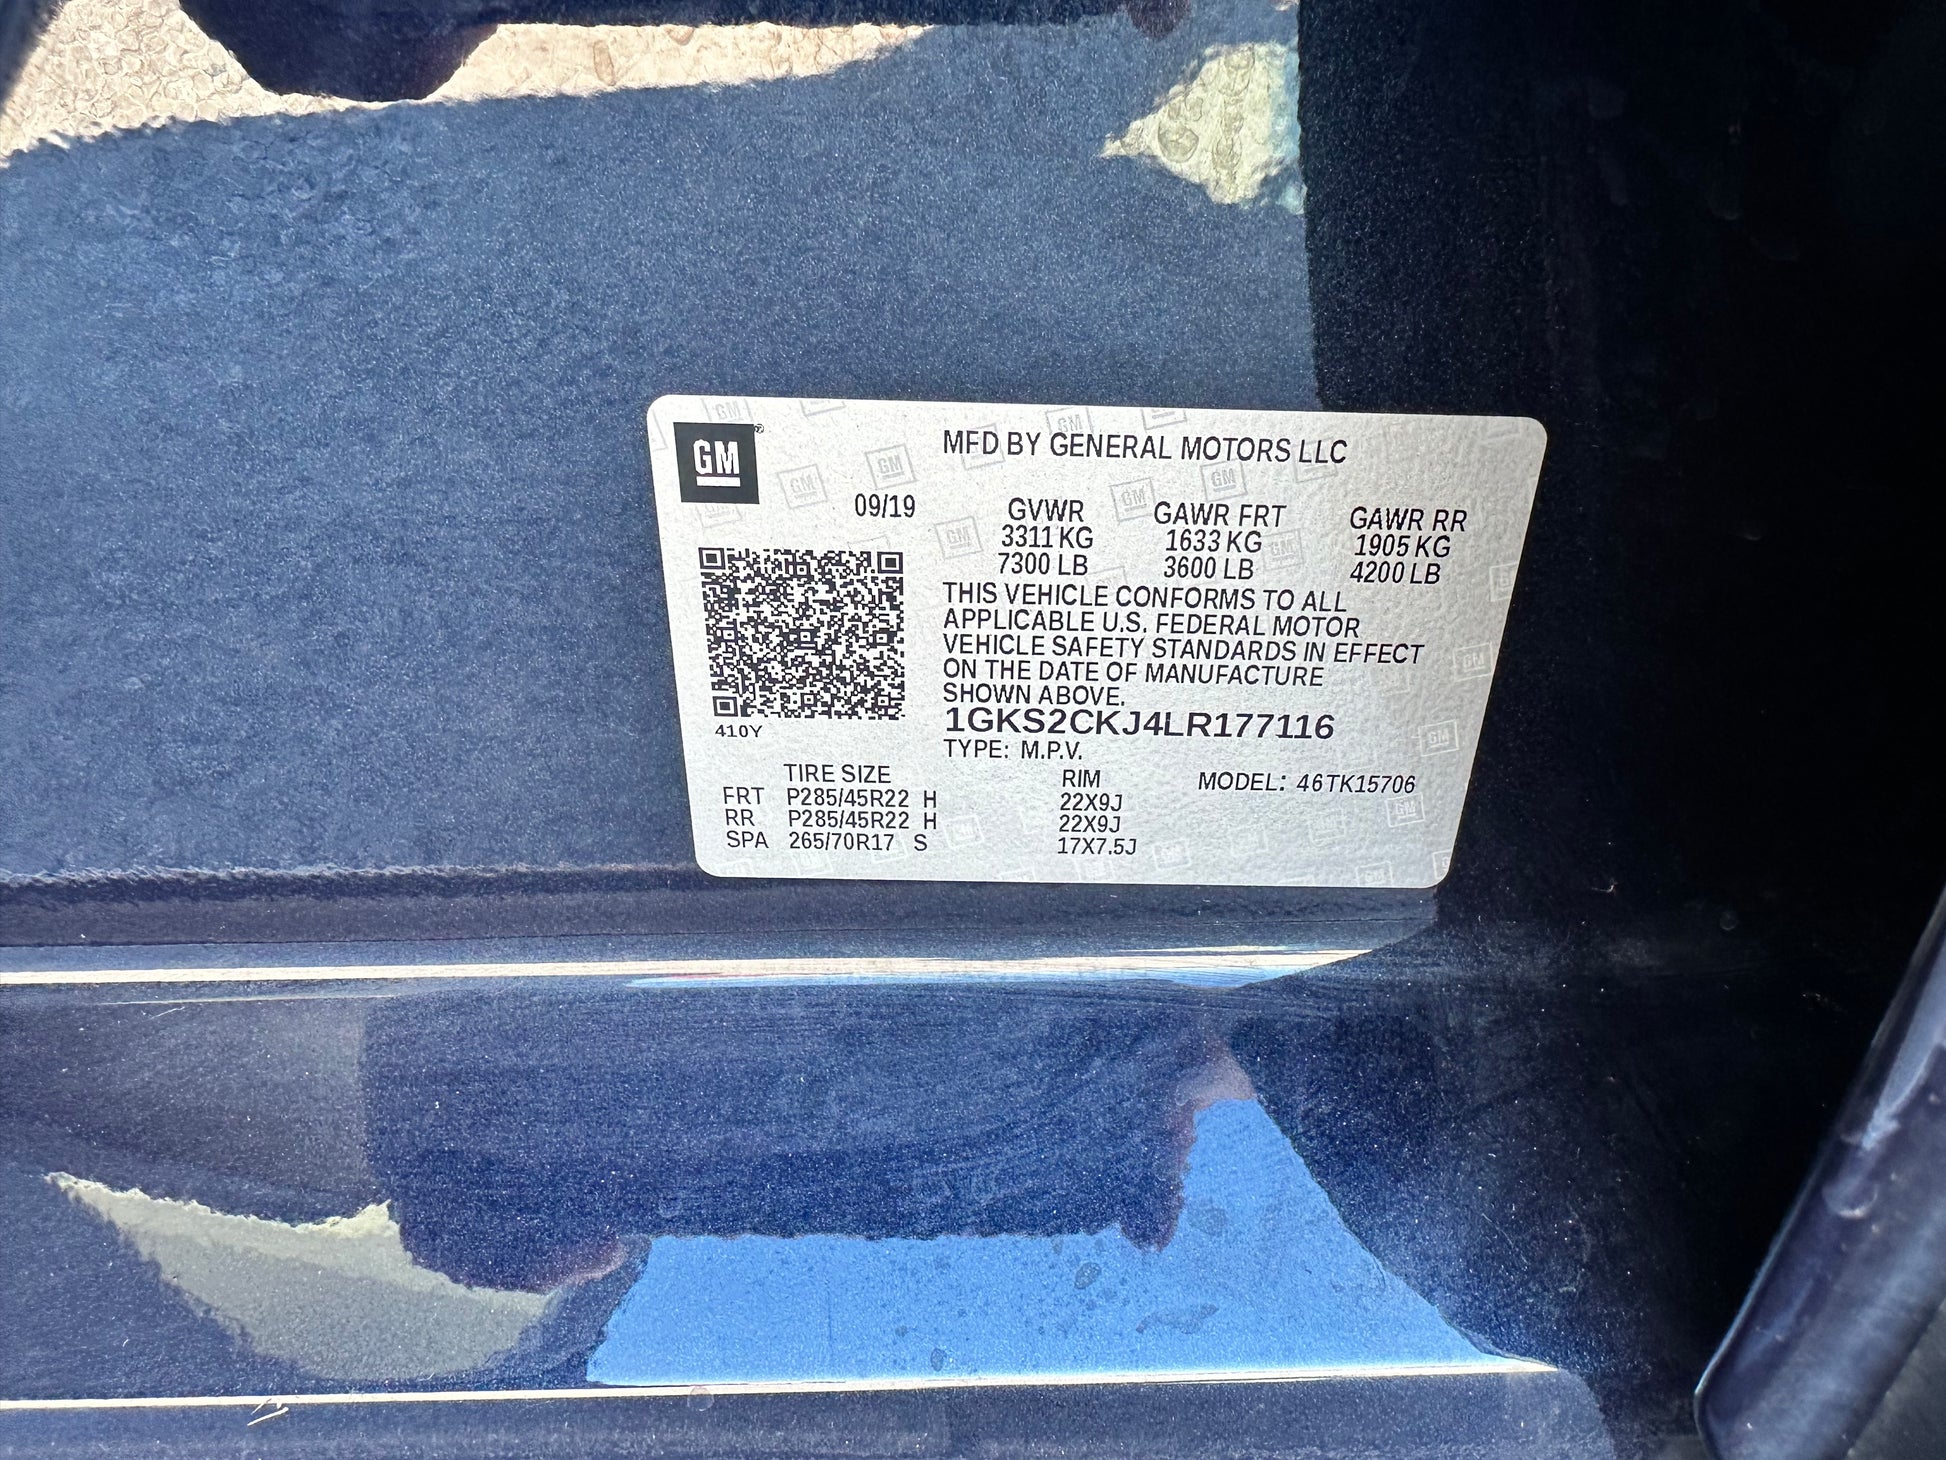 GM
MFD BY GENERAL MOTORS LLC
09/19
GVWR GAWR FRT GAWR RR
3311 KG 1633 KG 1905 KG
7300 LB 3600 LB 4200 LB
THIS VEHICLE CONFORMS TO ALL
APPLICABLE U.S. FEDERAL MOTOR
VEHICLE SAFETY STANDARDS IN EFFECT
ON THE DATE OF MANUFACTURE
SHOWN ABOVE.
1GKS2CKJ4LR177116
410Y
TYPE: M.P.V.
TIRE SIZE RIM MODEL: 46TK15706
FRT P285/45R22 H 22X9J
RR P285/45R22 H 22X9J
SPA 265/70R17 S 17X7.5J